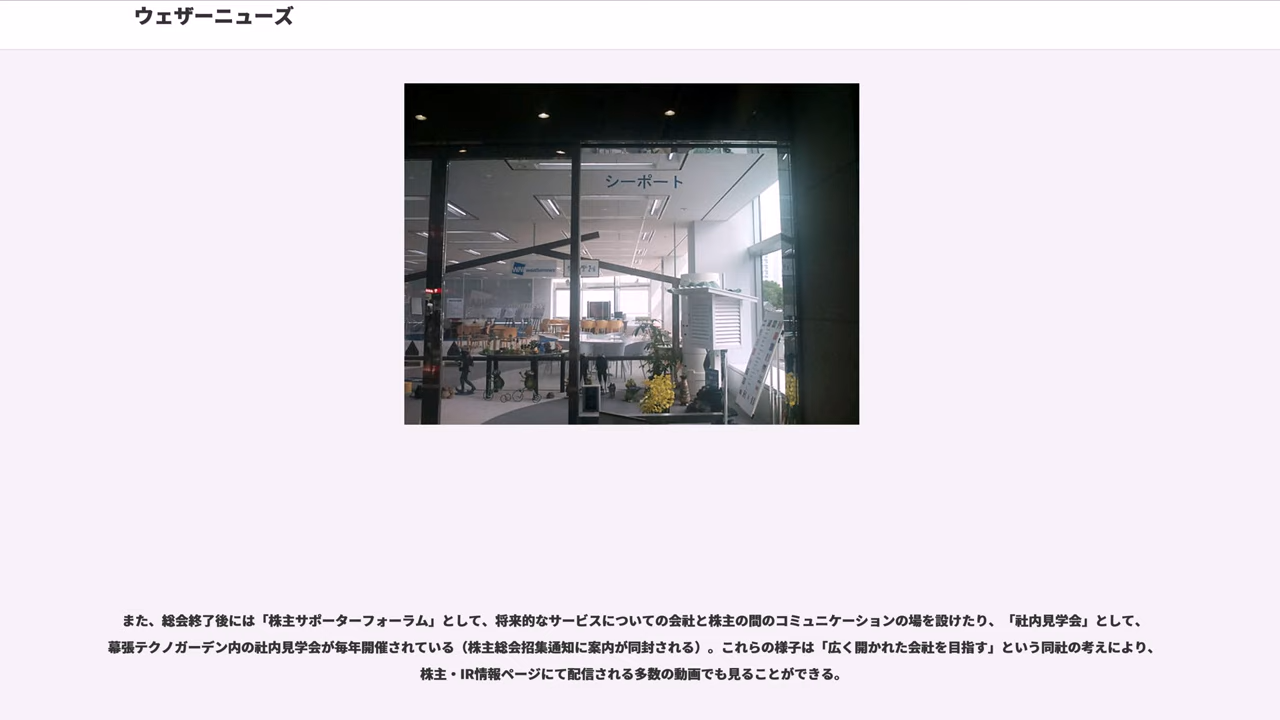 ウェザーニューズ
シーポート
また、総会終了後には「株主サポーターフォーラム」として、将来的なサービスについての会社と株主の間のコミュニケーションの場を設けたり、「社内見学会」として、
幕張テクノガーデン内の社内見学会が毎年開催されている（株主総会招集通知に案内が同封される）。これらの様子は「広く開かれた会社を目指す」という同社の考えにより、
株主・IR情報ページにて配信される多数の動画でも見ることができる。